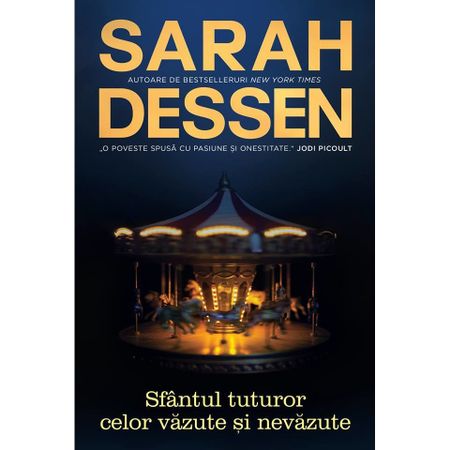 SARAH
AUTOARE DE BESTSELLERURI NEW YORK TIMES
DESSEN
„O POVESTE SPUSĂ CU PASIUNE ȘI ONESTITATE.” JODI PICOULT
Sfântul tuturor
celor văzute și nevăzute